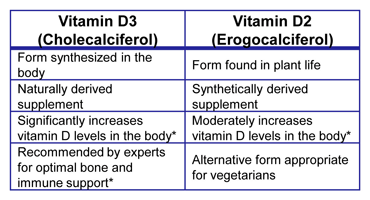 Vitamin D3
(Cholecalciferol)
Vitamin D2
(Erogocalciferol)
Form synthesized in the
body
Form found in plant life
Naturally derived
supplement
Synthetically derived
supplement
Significantly increases
vitamin D levels in the body*
Moderately increases
vitamin D levels in the body*
Recommended by experts
for optimal bone and
immune support*
Alternative form appropriate
for vegetarians